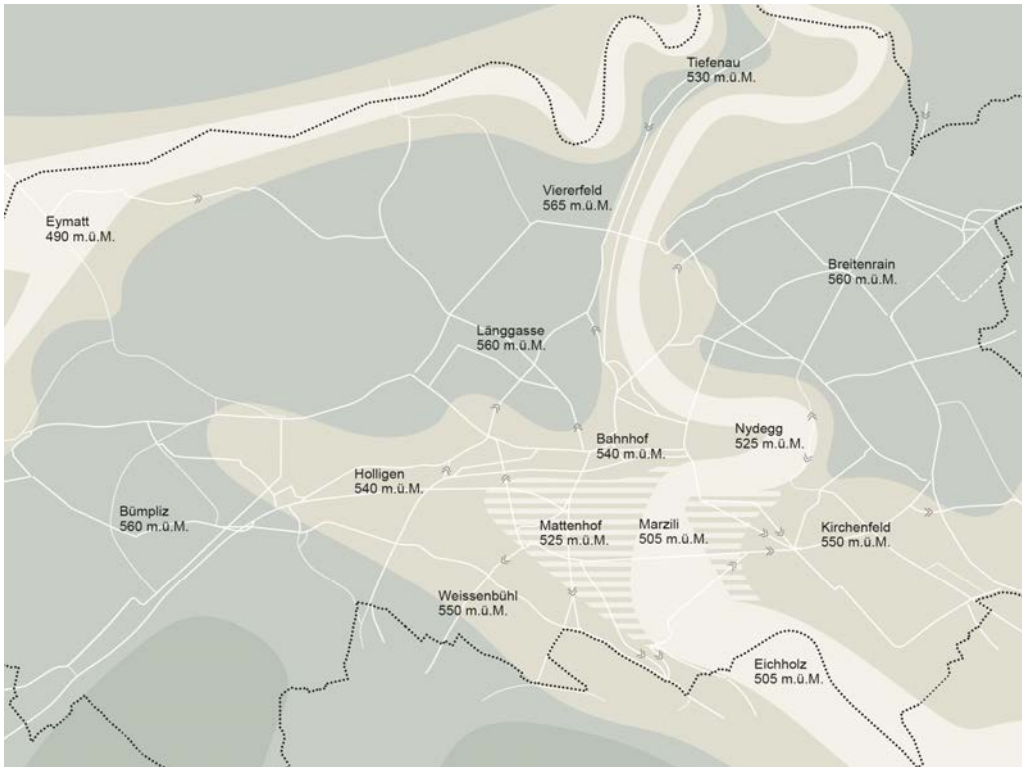 Tiefenau
530 m.ü.M.
Viererfeld
565 m.ü.M.
Eymatt
490 m.ü.M.
Breitenrain
560 m.ü.M.
Länggasse
560 m.ü.M.
Nydegg
525 m.ü.M.
Bahnhof
540 m.ü.M.
Holligen
540 m.ü.M.
Bümpliz
560 m.ü.M.
Mattenhof
525 m.ü.M.
Marzili
505 m.ü.M.
Kirchenfeld
550 m.ü.M.
Weissenbühl
550 m.ü.M.
Eichholz
505 m.ü.M.